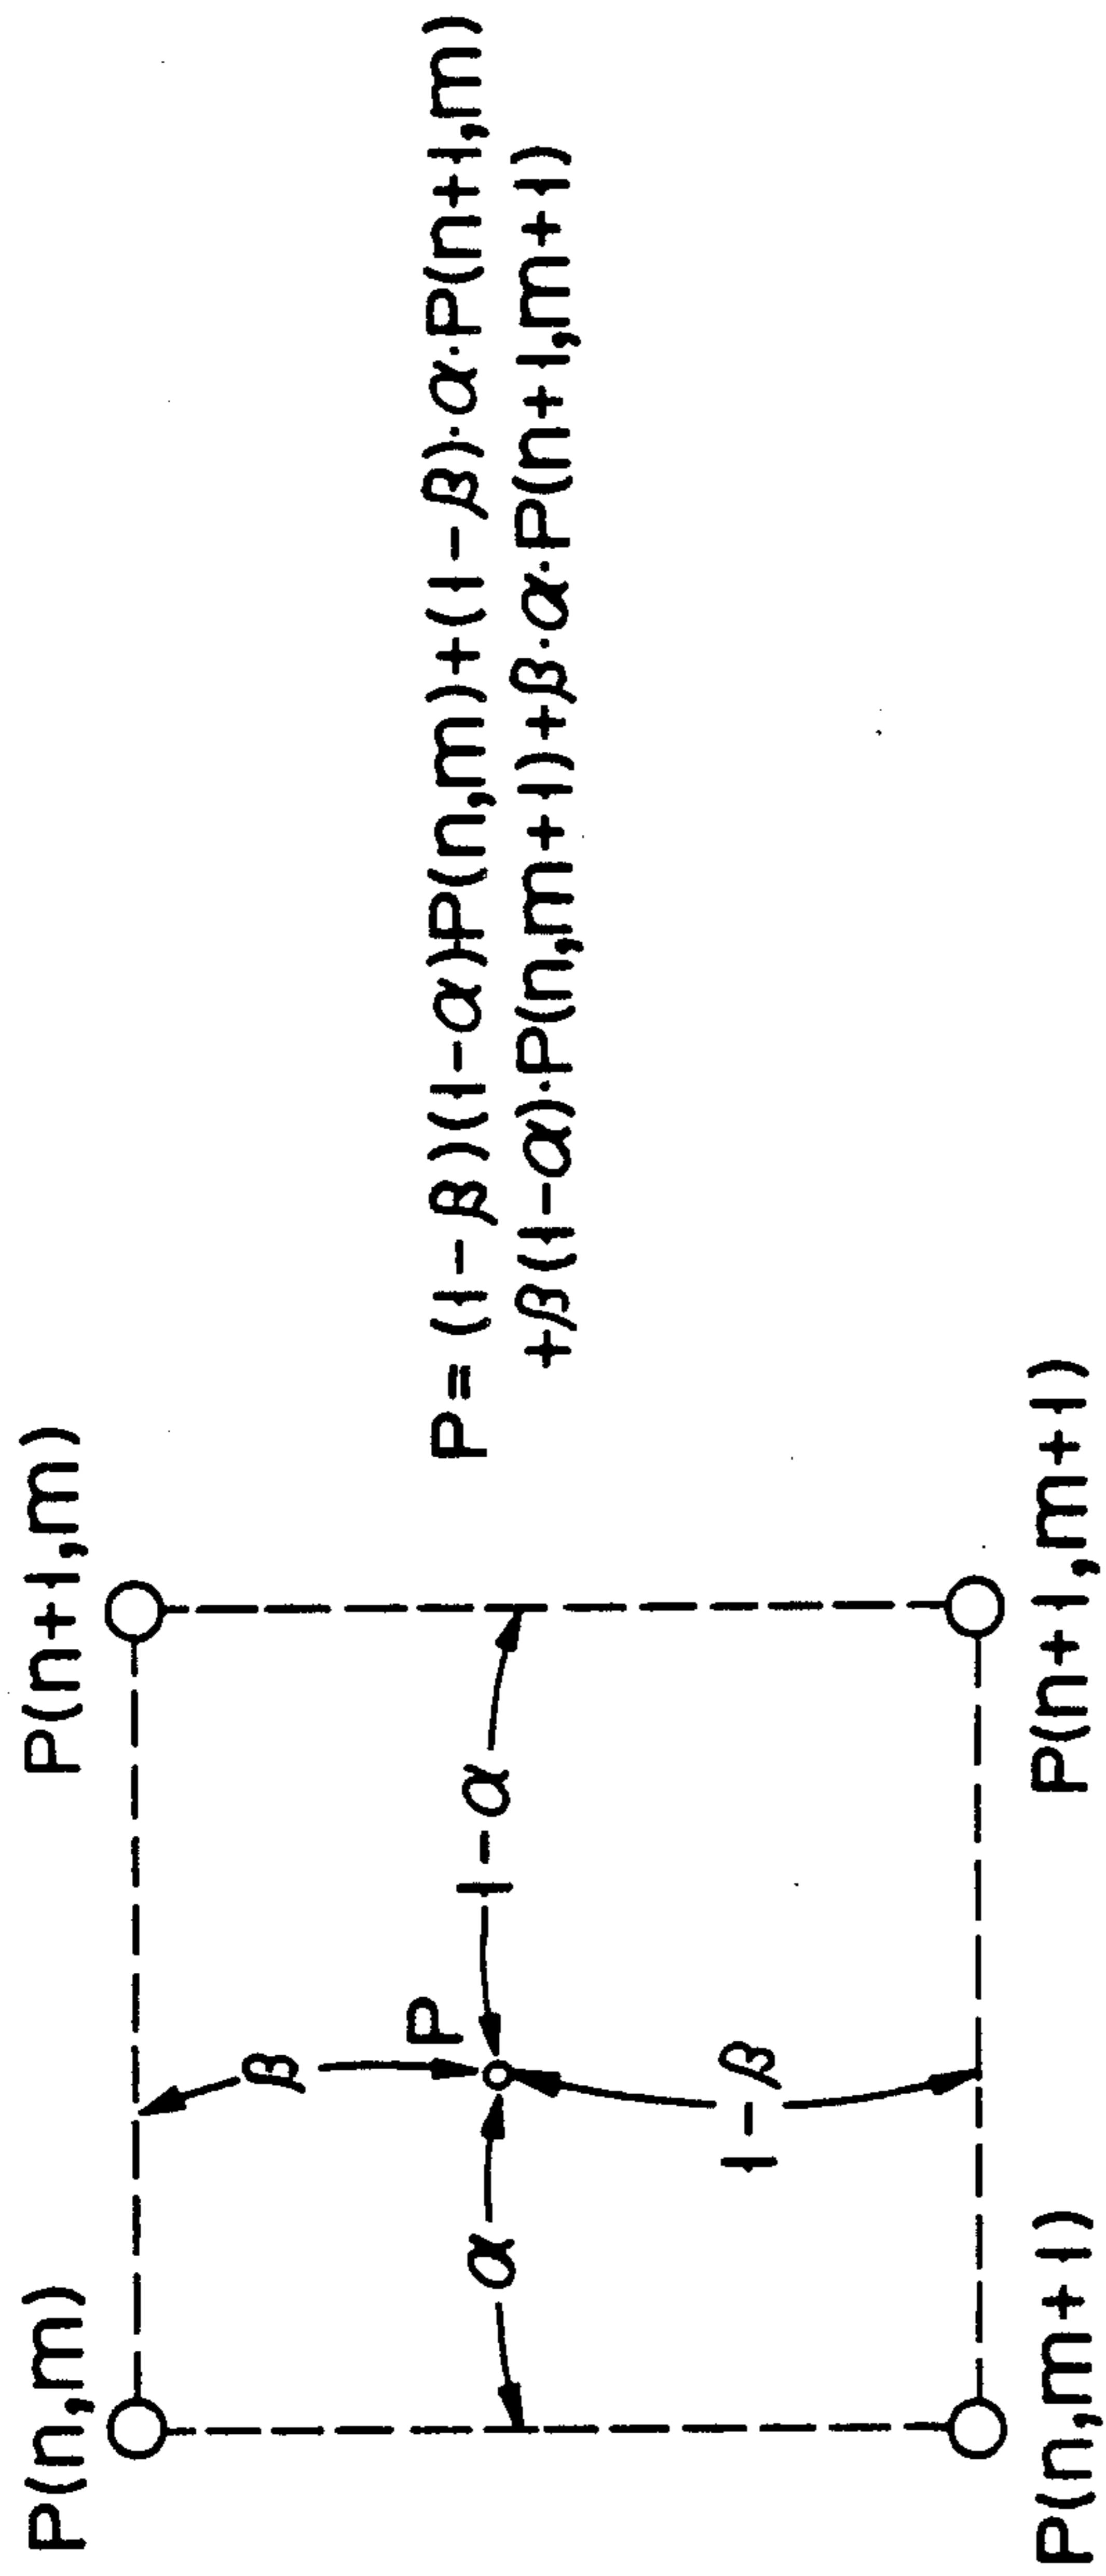 P(n,m)
P(n+1,m)
β
P
α
1-α
1-β
P(n,m+1)
P(n+1,m+1)
P=(1-β)(1-α)P(n,m)+(1-β)·α·P(n+1,m)
+β(1-α)·P(n,m+1)+β·α·P(n+1,m+1)